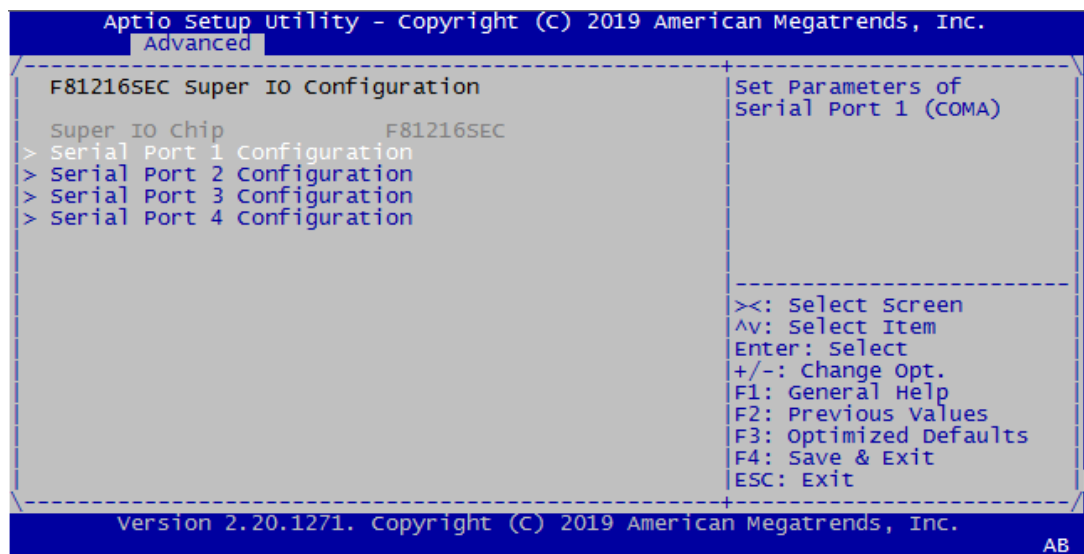 Aptio Setup Utility - Copyright (C) 2019 American Megatrends, Inc.
Advanced
F81216SEC Super IO Configuration
Super IO Chip F81216SEC
> Serial Port 1 Configuration
> Serial Port 2 Configuration
> Serial Port 3 Configuration
> Serial Port 4 Configuration
Set Parameters of
Serial Port 1 (COMA)
><: Select Screen
^v: Select Item
Enter: Select
+/-: Change Opt.
F1: General Help
F2: Previous Values
F3: Optimized Defaults
F4: Save & Exit
ESC: Exit
Version 2.20.1271. Copyright (C) 2019 American Megatrends, Inc.
AB